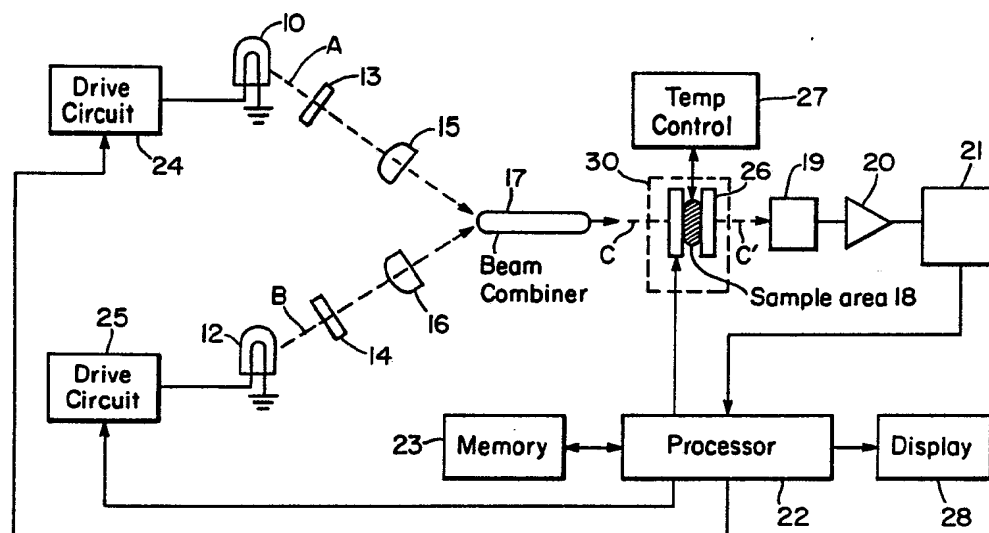 10
A
13
Drive
Circuit
24
15
17
Beam
Combiner
Temp
Control
27
30
26
19
20
21
C
C'
Sample area 18
16
B
14
12
25
Drive
Circuit
23
Memory
Processor
22
Display
28